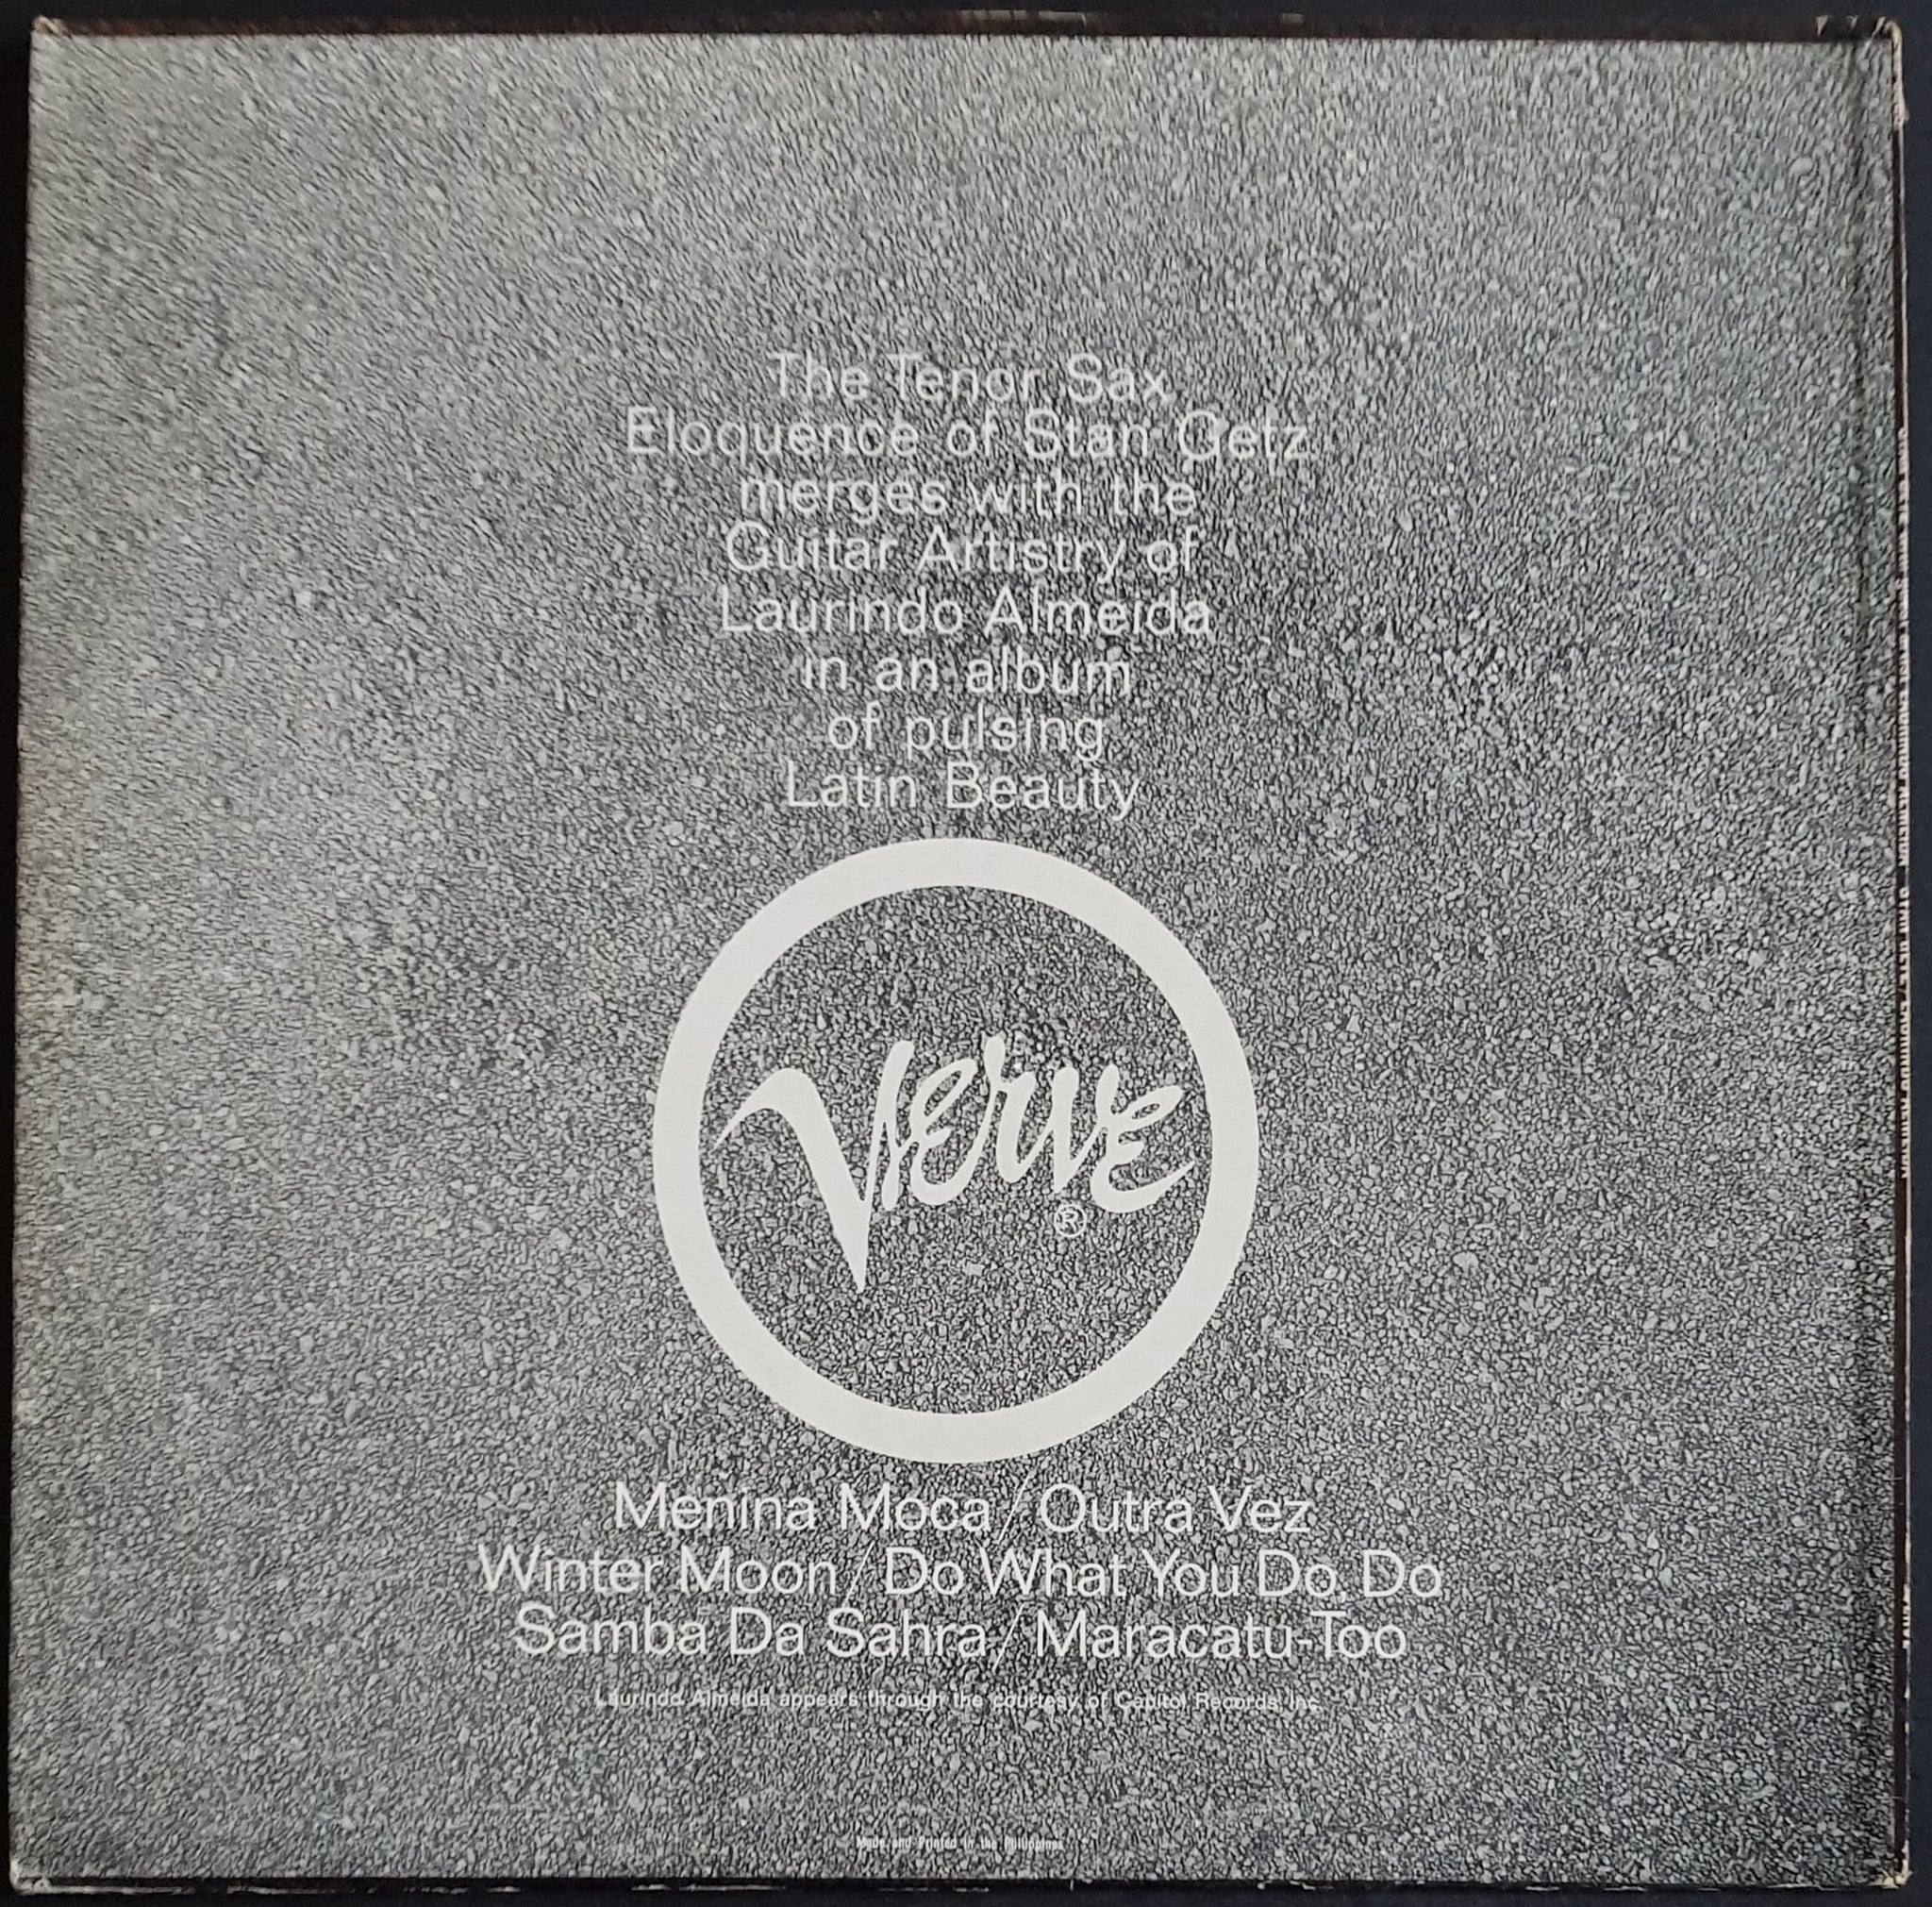 The Tenor Sax
Eloquence of Stan Getz
merges with the
Guitar Artistry of
Laurindo Almeida
in an album
of pulsing
Latin Beauty
Verve
®
Menina Moca / Outra Vez
Winter Moon / Do What You Do, Do
Samba Da Sahra / Maracatu-Too
Laurindo Almeida appears through the courtesy of Capitol Records, Inc.
Made and Printed in the Philippines